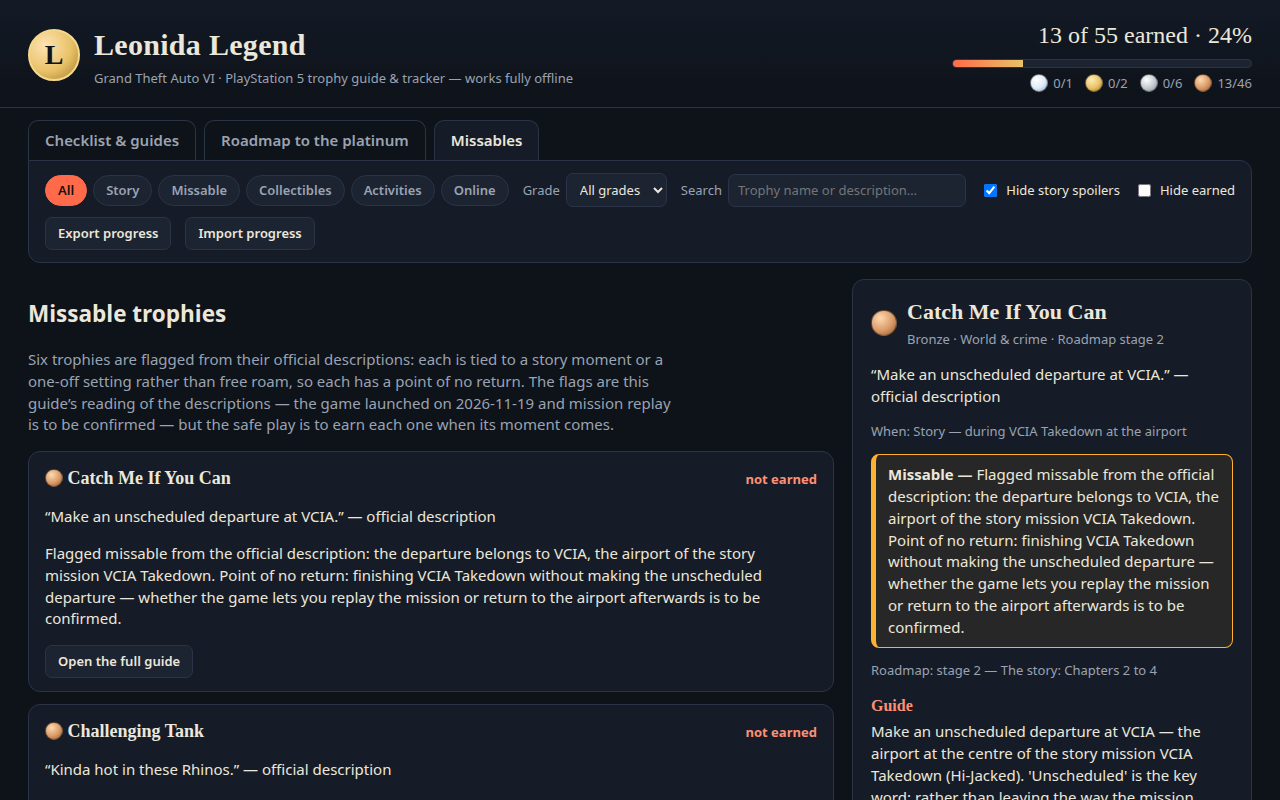 L
Leonida Legend
Grand Theft Auto VI · PlayStation 5 trophy guide & tracker — works fully offline
13 of 55 earned · 24%
0/1 0/2 0/6 13/46
Checklist & guides
Roadmap to the platinum
Missables
All Story Missable Collectibles Activities Online Grade All grades Search Trophy name or description... Hide story spoilers Hide earned
Export progress Import progress
Missable trophies
Six trophies are flagged from their official descriptions: each is tied to a story moment or a
one-off setting rather than free roam, so each has a point of no return. The flags are this
guide’s reading of the descriptions — the game launched on 2026-11-19 and mission replay
is to be confirmed — but the safe play is to earn each one when its moment comes.
Catch Me If You Can
not earned
“Make an unscheduled departure at VCIA.” — official description
Flagged missable from the official description: the departure belongs to VCIA, the airport of the story
mission VCIA Takedown. Point of no return: finishing VCIA Takedown without making the unscheduled
departure — whether the game lets you replay the mission or return to the airport afterwards is to be
confirmed.
Open the full guide
Challenging Tank
not earned
“Kinda hot in these Rhinos.” — official description
Catch Me If You Can
Bronze · World & crime · Roadmap stage 2
“Make an unscheduled departure at VCIA.” —
official description
When: Story — during VCIA Takedown at the airport
Missable — Flagged missable from the official
description: the departure belongs to VCIA, the
airport of the story mission VCIA Takedown.
Point of no return: finishing VCIA Takedown
without making the unscheduled departure —
whether the game lets you replay the mission
or return to the airport afterwards is to be
confirmed.
Roadmap: stage 2 — The story: Chapters 2 to 4
Guide
Make an unscheduled departure at VCIA — the
airport at the centre of the story mission VCIA
Takedown (Hi-Jacked). 'Unscheduled' is the key
word: rather than leaving the way the mission